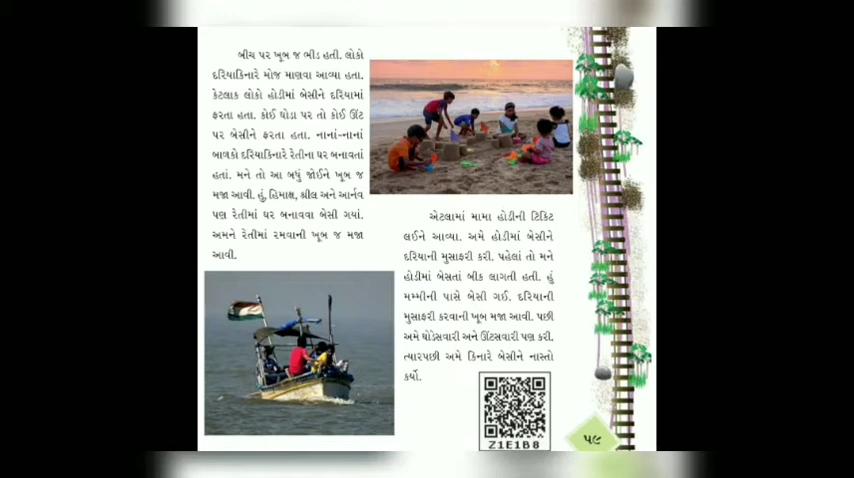 બીચ પર ખૂબ જ ભીડ હતી. લોકો
દરિયાકિનારે મોજ માણવા આવ્યા હતા.
કેટલાક લોકો હોડીમાં બેસીને દરિયામાં
ફરતા હતા. કોઈ ઘોડા પર તો કોઈ ઊંટ
પર બેસીને ફરતા હતા. નાનાં-નાનાં
બાળકો દરિયાકિનારે રેતીના ઘર બનાવતાં
હતાં. મને તો આ બધું જોઈને ખૂબ જ
મજા આવી. હું, હિમાક્ષ, શ્રીલ અને આર્નવ
પણ રેતીમાં ઘર બનાવવા બેસી ગયાં.
અમને રેતીમાં રમવાની ખૂબ જ મજા
આવી.
એટલામાં મામા હોડીની ટિકિટ
લઈને આવ્યા. અમે હોડીમાં બેસીને
દરિયાની મુસાફરી કરી. પહેલાં તો મને
હોડીમાં બેસતાં બીક લાગતી હતી. હું
મમ્મીની પાસે બેસી ગઈ. દરિયાની
મુસાફરી કરવાની ખૂબ મજા આવી. પછી
અમે ઘોડેસવારી અને ઊંટસવારી પણ કરી.
ત્યારપછી અમે કિનારે બેસીને નાસ્તો
કર્યો.
Z1E1B8
૫૯